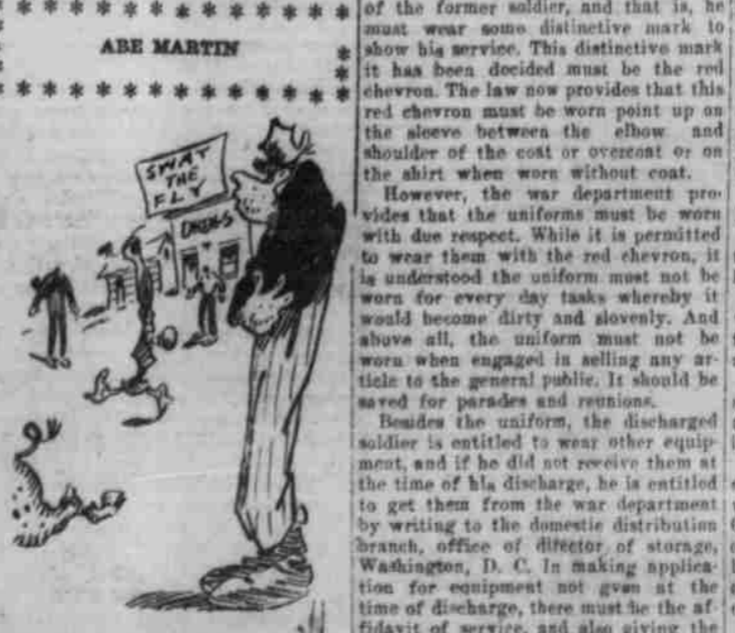 ABE MARTIN
SWAT
THE
FLY
DRUGS
of the former soldier, and that is, he
must wear some distinctive mark to
show his service. This distinctive mark
it has been decided must be the red
chevron. The law now provides that this
red chevron must be worn point up on
the sleeve between the elbow and
shoulder of the coat or overcoat or on
the shirt when worn without coat.
However, the war department pro-
vides that the uniforms must be worn
with due respect. While it is permitted
to wear them with the red chevron, it
is understood the uniform must not be
worn for every day tasks whereby it
would become dirty and slovenly. And
above all, the uniform must not be
worn when engaged in selling any ar-
ticle to the general public. It should be
saved for parades and reunions.
Besides the uniform, the discharged
soldier is entitled to wear other equip-
ment, and if he did not receive them at
the time of his discharge, he is entitled
to get them from the war department
by writing to the domestic distribution
branch, office of director of storage,
Washington, D. C. In making applica-
tion for equipment not gven at the
time of discharge, there must be the af-
fidavit of service, and also giving the